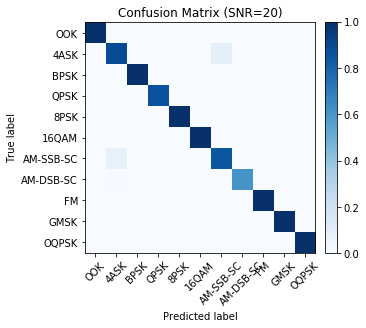 Confusion Matrix (SNR=20)
True label
OOK
4ASK
BPSK
QPSK
8PSK
16QAM
AM-SSB-SC
AM-DSB-SC
FM
GMSK
OQPSK
OOK
4ASK
BPSK
QPSK
8PSK
16QAM
AM-SSB-SC
AM-DSB-SC
FM
GMSK
OQPSK
Predicted label
1.0
0.8
0.6
0.4
0.2
0.0